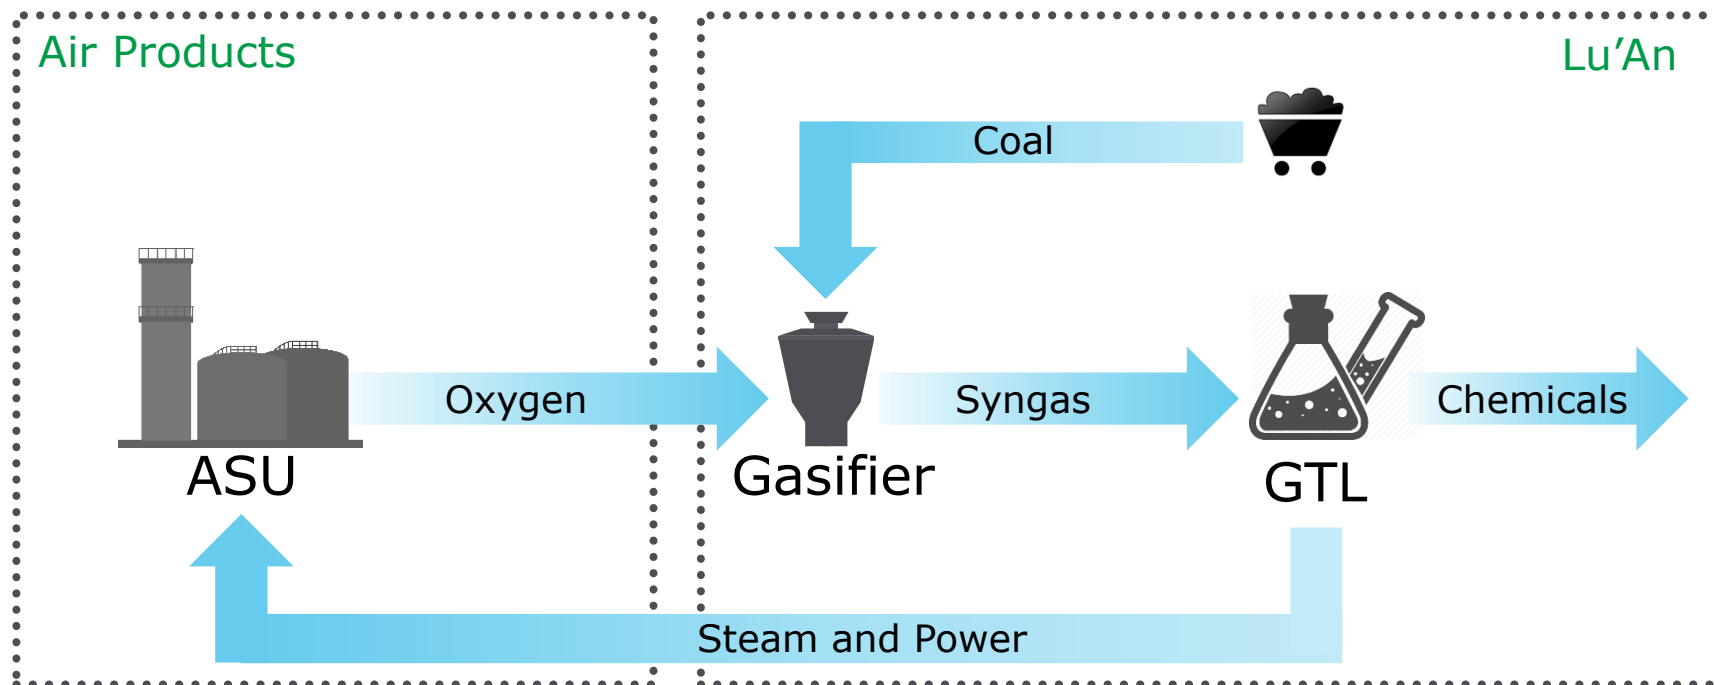 Air Products
Lu’An
Coal
Oxygen
Syngas
Chemicals
ASU
Gasifier
GTL
Steam and Power